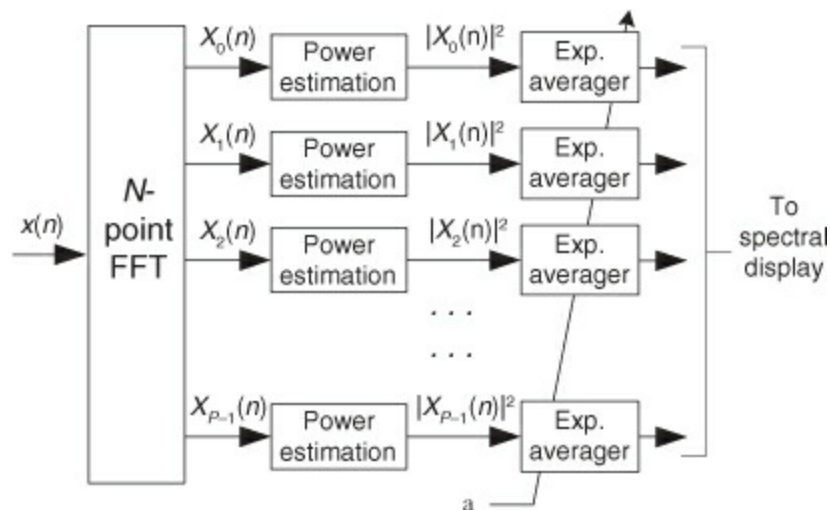 X₀(n)
Power
estimation
|X₀(n)|²
Exp.
averager
X₁(n)
Power
estimation
|X₁(n)|²
Exp.
averager
x(n)
N-
point
FFT
X₂(n)
Power
estimation
|X₂(n)|²
Exp.
averager
To
spectral
display
. . .
. . .
X_{P–1}(n)
Power
estimation
|X_{P–1}(n)|²
Exp.
averager
a